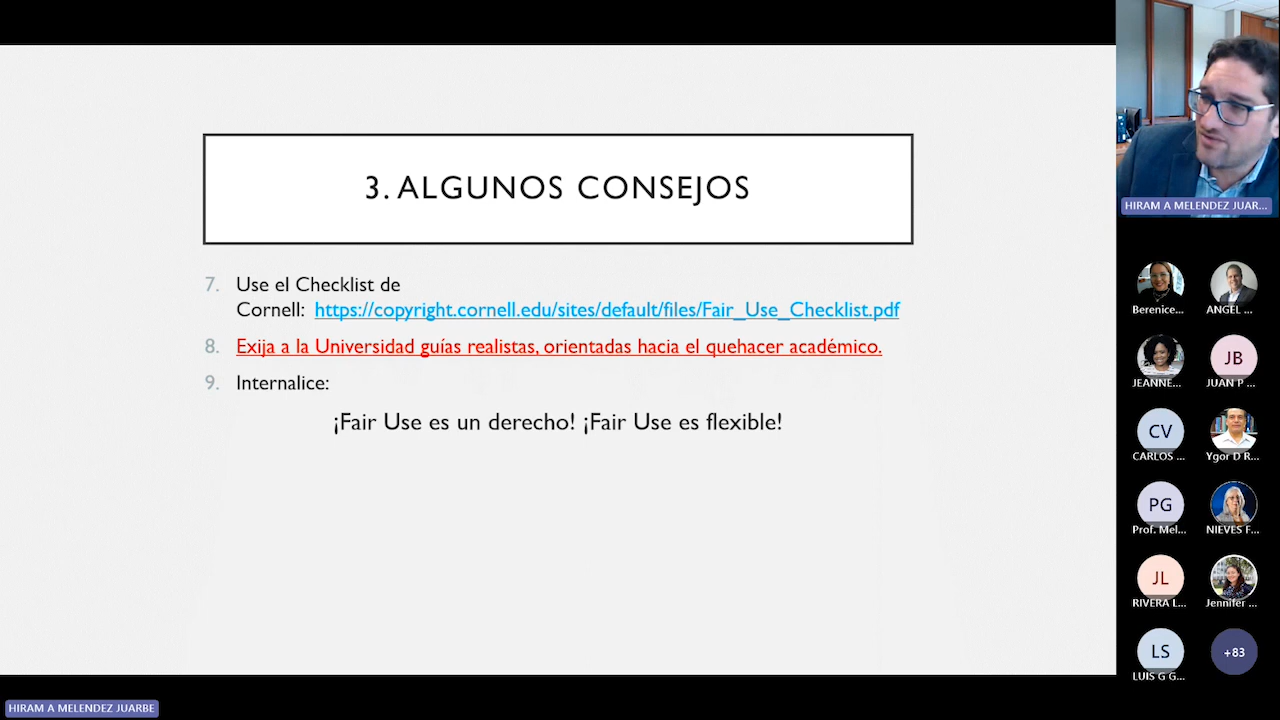 3. ALGUNOS CONSEJOS
7. Use el Checklist de
Cornell: https://copyright.cornell.edu/sites/default/files/Fair_Use_Checklist.pdf
8. Exija a la Universidad guías realistas, orientadas hacia el quehacer académico.
9. Internalice:
¡Fair Use es un derecho! ¡Fair Use es flexible!
HIRAM A MELENDEZ JUAR...
Berenice...
ANGEL ...
JEANNE...
JB
JUAN P ...
CV
CARLOS ...
Ygor D R...
PG
Prof. Mel...
NIEVES F...
JL
RIVERA L...
Jennifer ...
LS
LUIS G G...
+83
HIRAM A MELENDEZ JUARBE